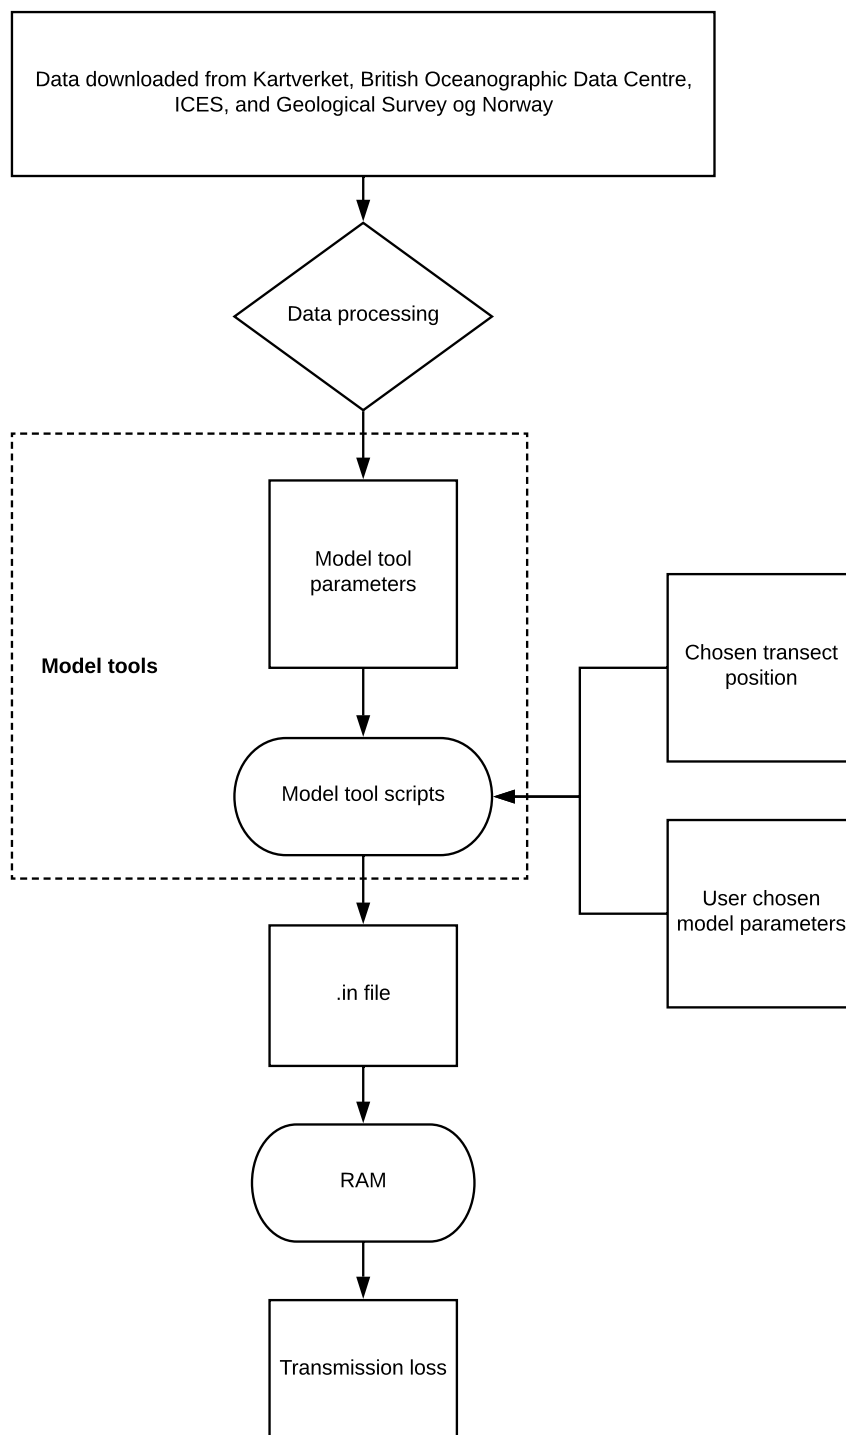 Data downloaded from Kartverket, British Oceanographic Data Centre,
ICES, and Geological Survey og Norway
Data processing
Model tool
parameters
Model tools
Chosen transect
position
Model tool scripts
User chosen
model parameters
.in file
RAM
Transmission loss